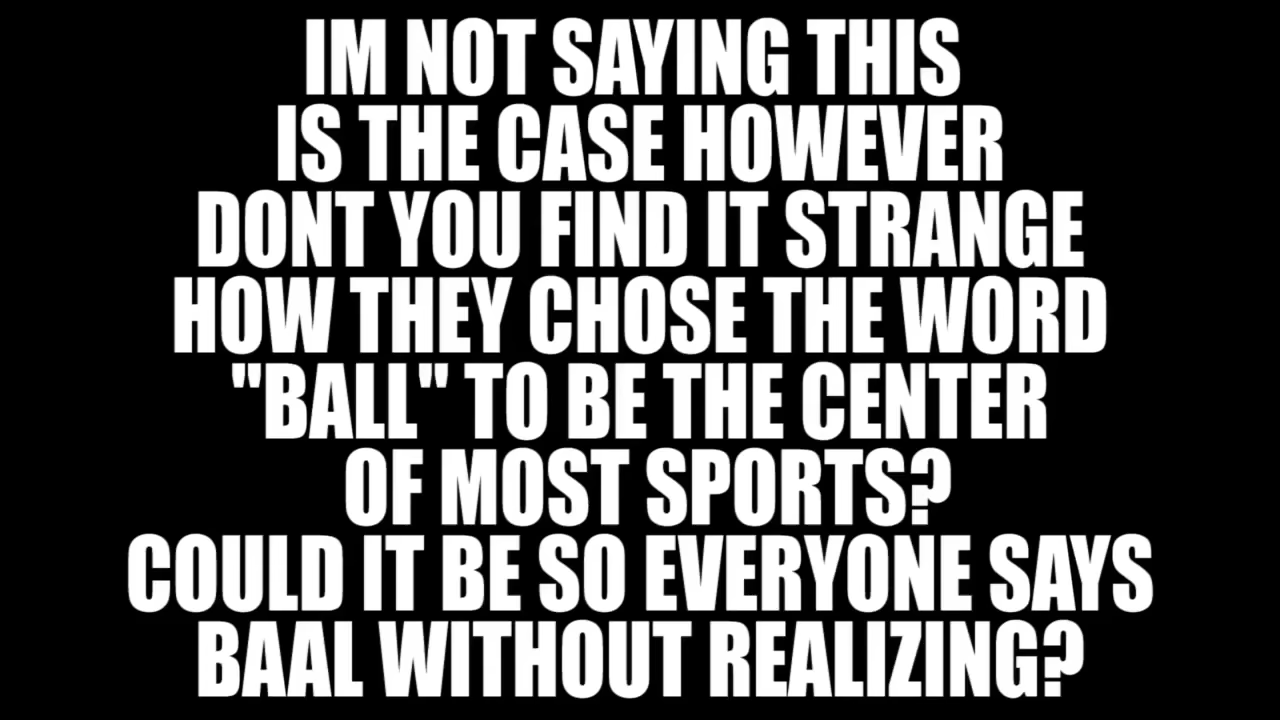 IM NOT SAYING THIS
IS THE CASE HOWEVER
DONT YOU FIND IT STRANGE
HOW THEY CHOSE THE WORD
"BALL" TO BE THE CENTER
OF MOST SPORTS?
COULD IT BE SO EVERYONE SAYS
BAAL WITHOUT REALIZING?